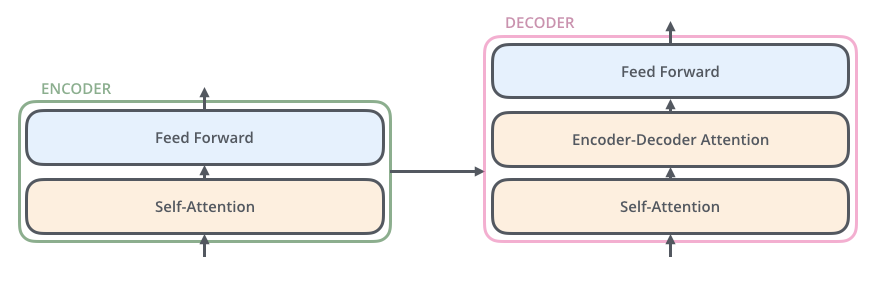 ENCODER
Feed Forward
Self-Attention
DECODER
Feed Forward
Encoder-Decoder Attention
Self-Attention